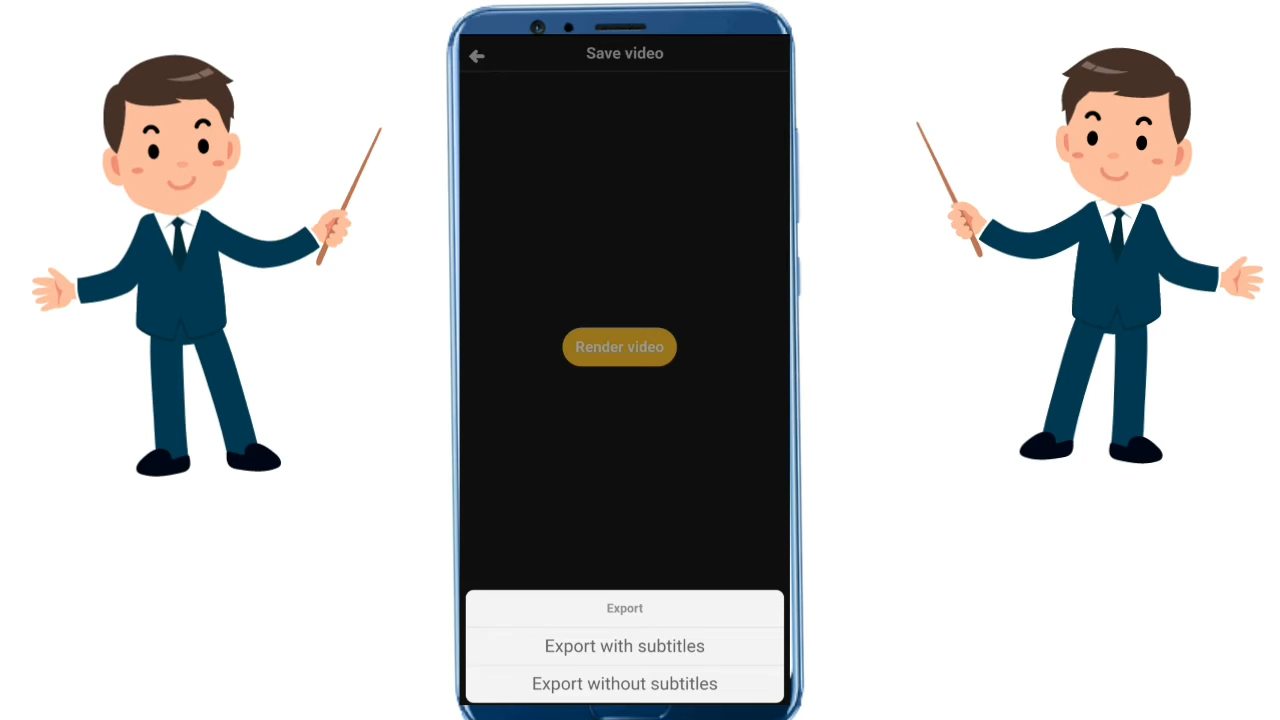 Save video
Render video
Export
Export with subtitles
Export without subtitles